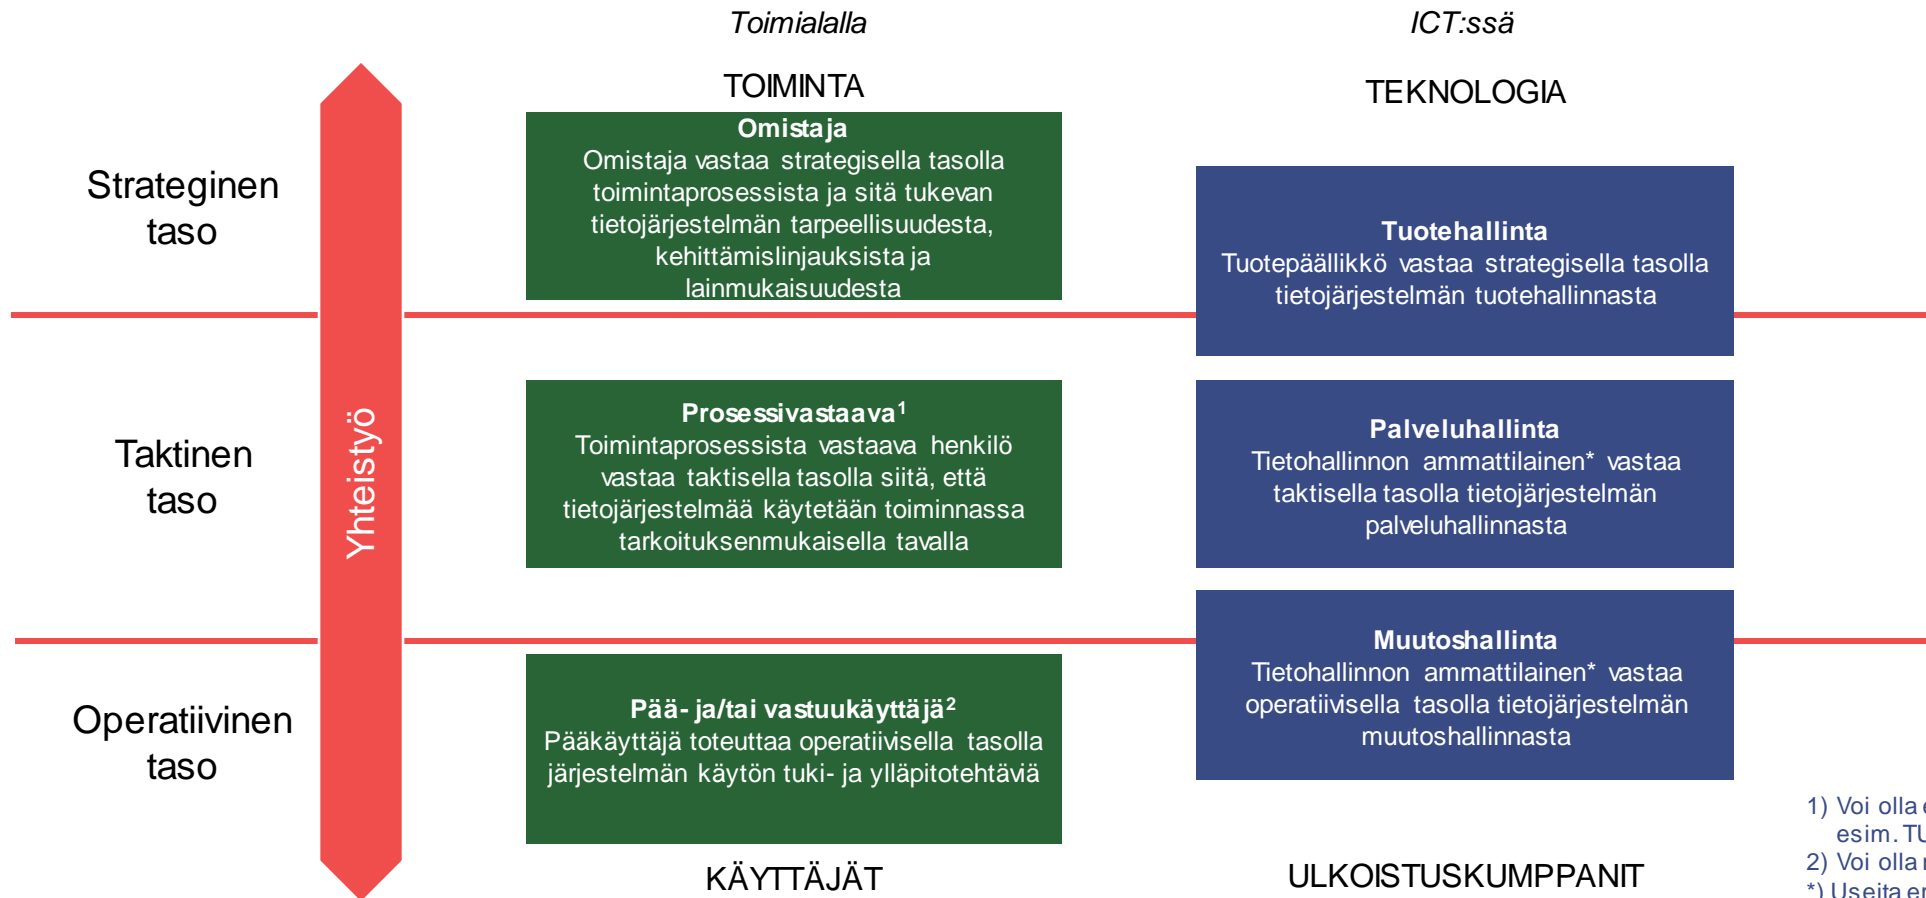 Toimialalla
ICT:ssä
TOIMINTA
TEKNOLOGIA
Strateginen
taso
Omistaja
Omistaja vastaa strategisella tasolla
toimintaprosessista ja sitä tukevan
tietojärjestelmän tarpeellisuudesta,
kehittämislinjauksista ja
lainmukaisuudesta
Tuotehallinta
Tuotepäällikkö vastaa strategisella tasolla
tietojärjestelmän tuotehallinnasta
Yhteistyö
Taktinen
taso
Prosessivastaava¹
Toimintaprosessista vastaava henkilö
vastaa taktisella tasolla siitä, että
tietojärjestelmää käytetään toiminnassa
tarkoituksenmukaisella tavalla
Palveluhallinta
Tietohallinnon ammattilainen* vastaa
taktisella tasolla tietojärjestelmän
palveluhallinnasta
Operatiivinen
taso
Pää- ja/tai vastuukäyttäjä²
Pääkäyttäjä toteuttaa operatiivisella tasolla
järjestelmän käytön tuki- ja ylläpitotehtäviä
Muutoshallinta
Tietohallinnon ammattilainen* vastaa
operatiivisella tasolla tietojärjestelmän
muutoshallinnasta
KÄYTTÄJÄT
ULKOISTUSKUMPPANIT
1) Voi olla
esim. TU
2) Voi olla
*) Useita